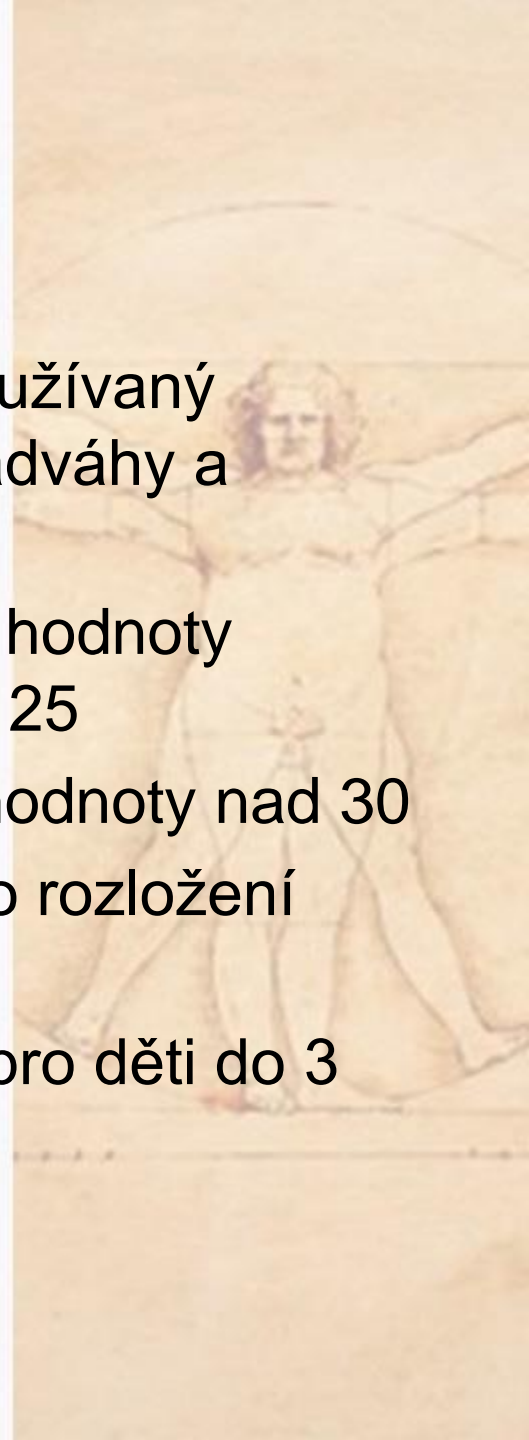 užívaný
dváhy a
hodnoty
25
odnoty nad 30
rozložení
pro děti do 3